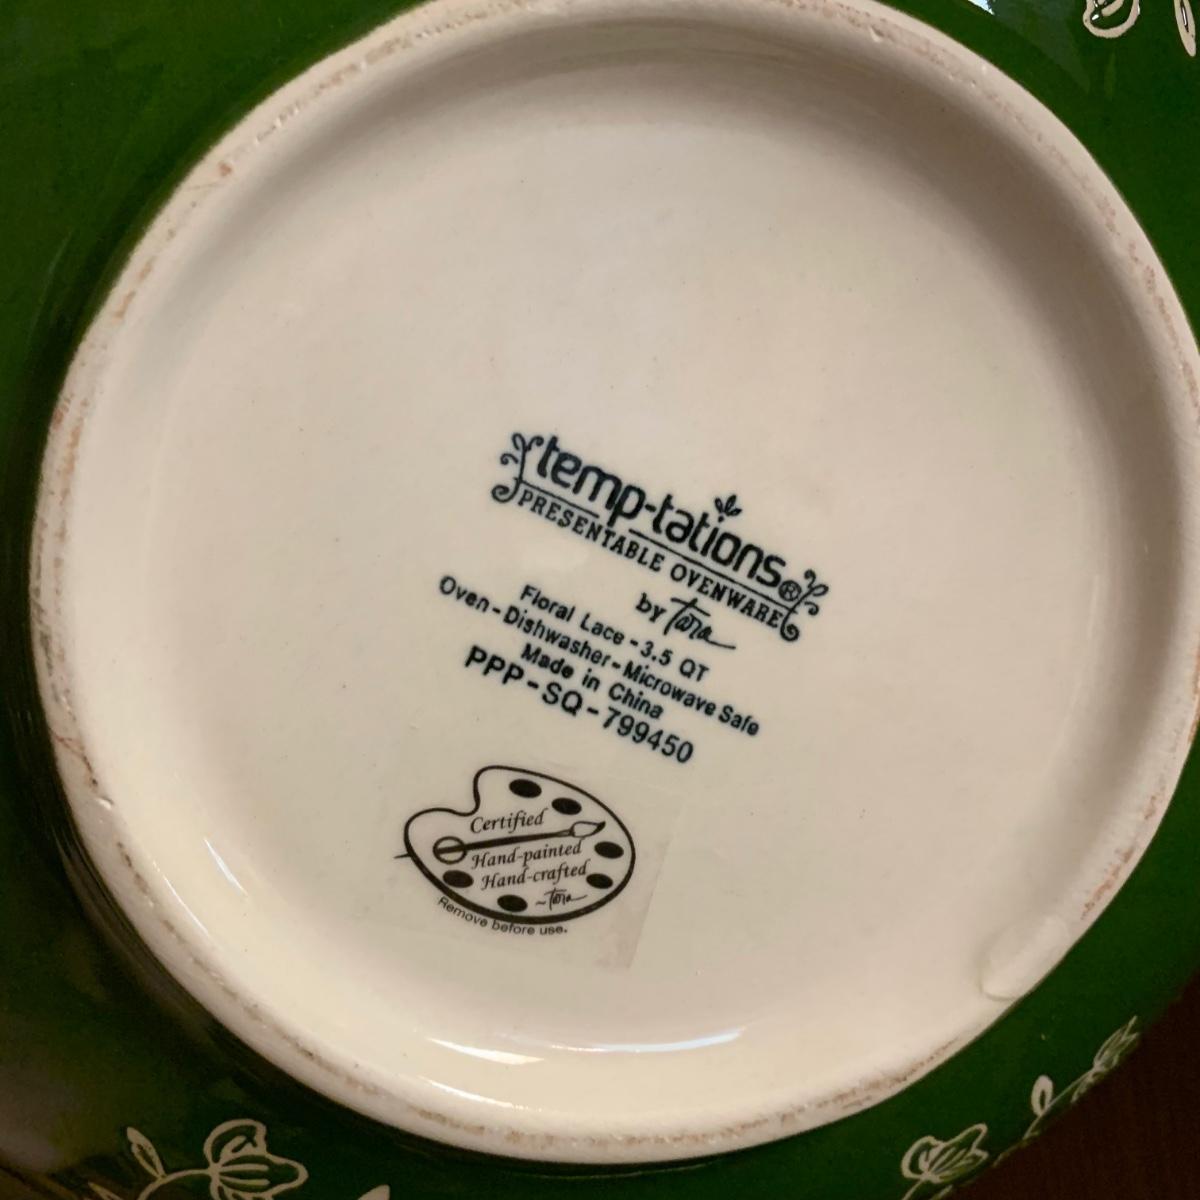 temp-tations®
PRESENTABLE OVENWARE
by Tara
Floral Lace - 3.5 QT
Oven - Dishwasher - Microwave Safe
Made in China
PPP - SQ - 799450
Certified
Hand-painted
Hand-crafted
~Tara
Remove before use.